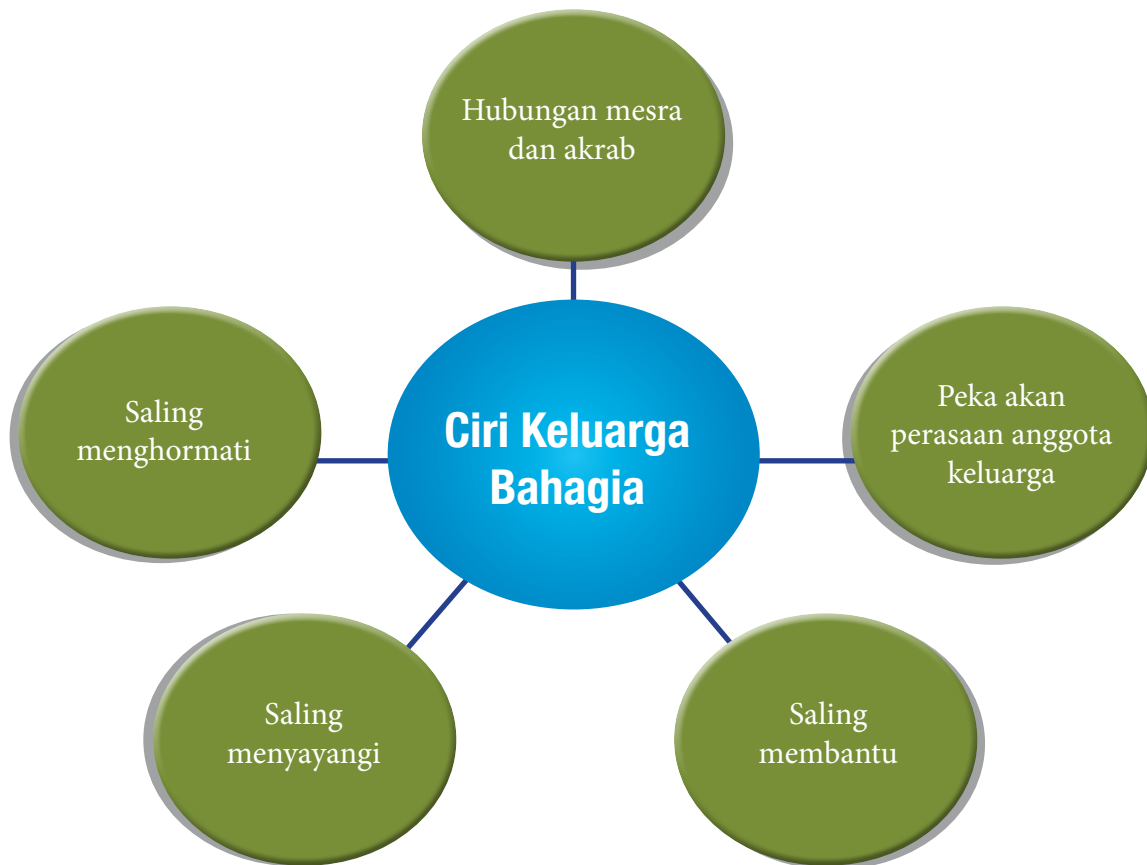 Hubungan mesra
dan akrab
Saling
menghormati
Ciri Keluarga
Bahagia
Peka akan
perasaan anggota
keluarga
Saling
menyayangi
Saling
membantu